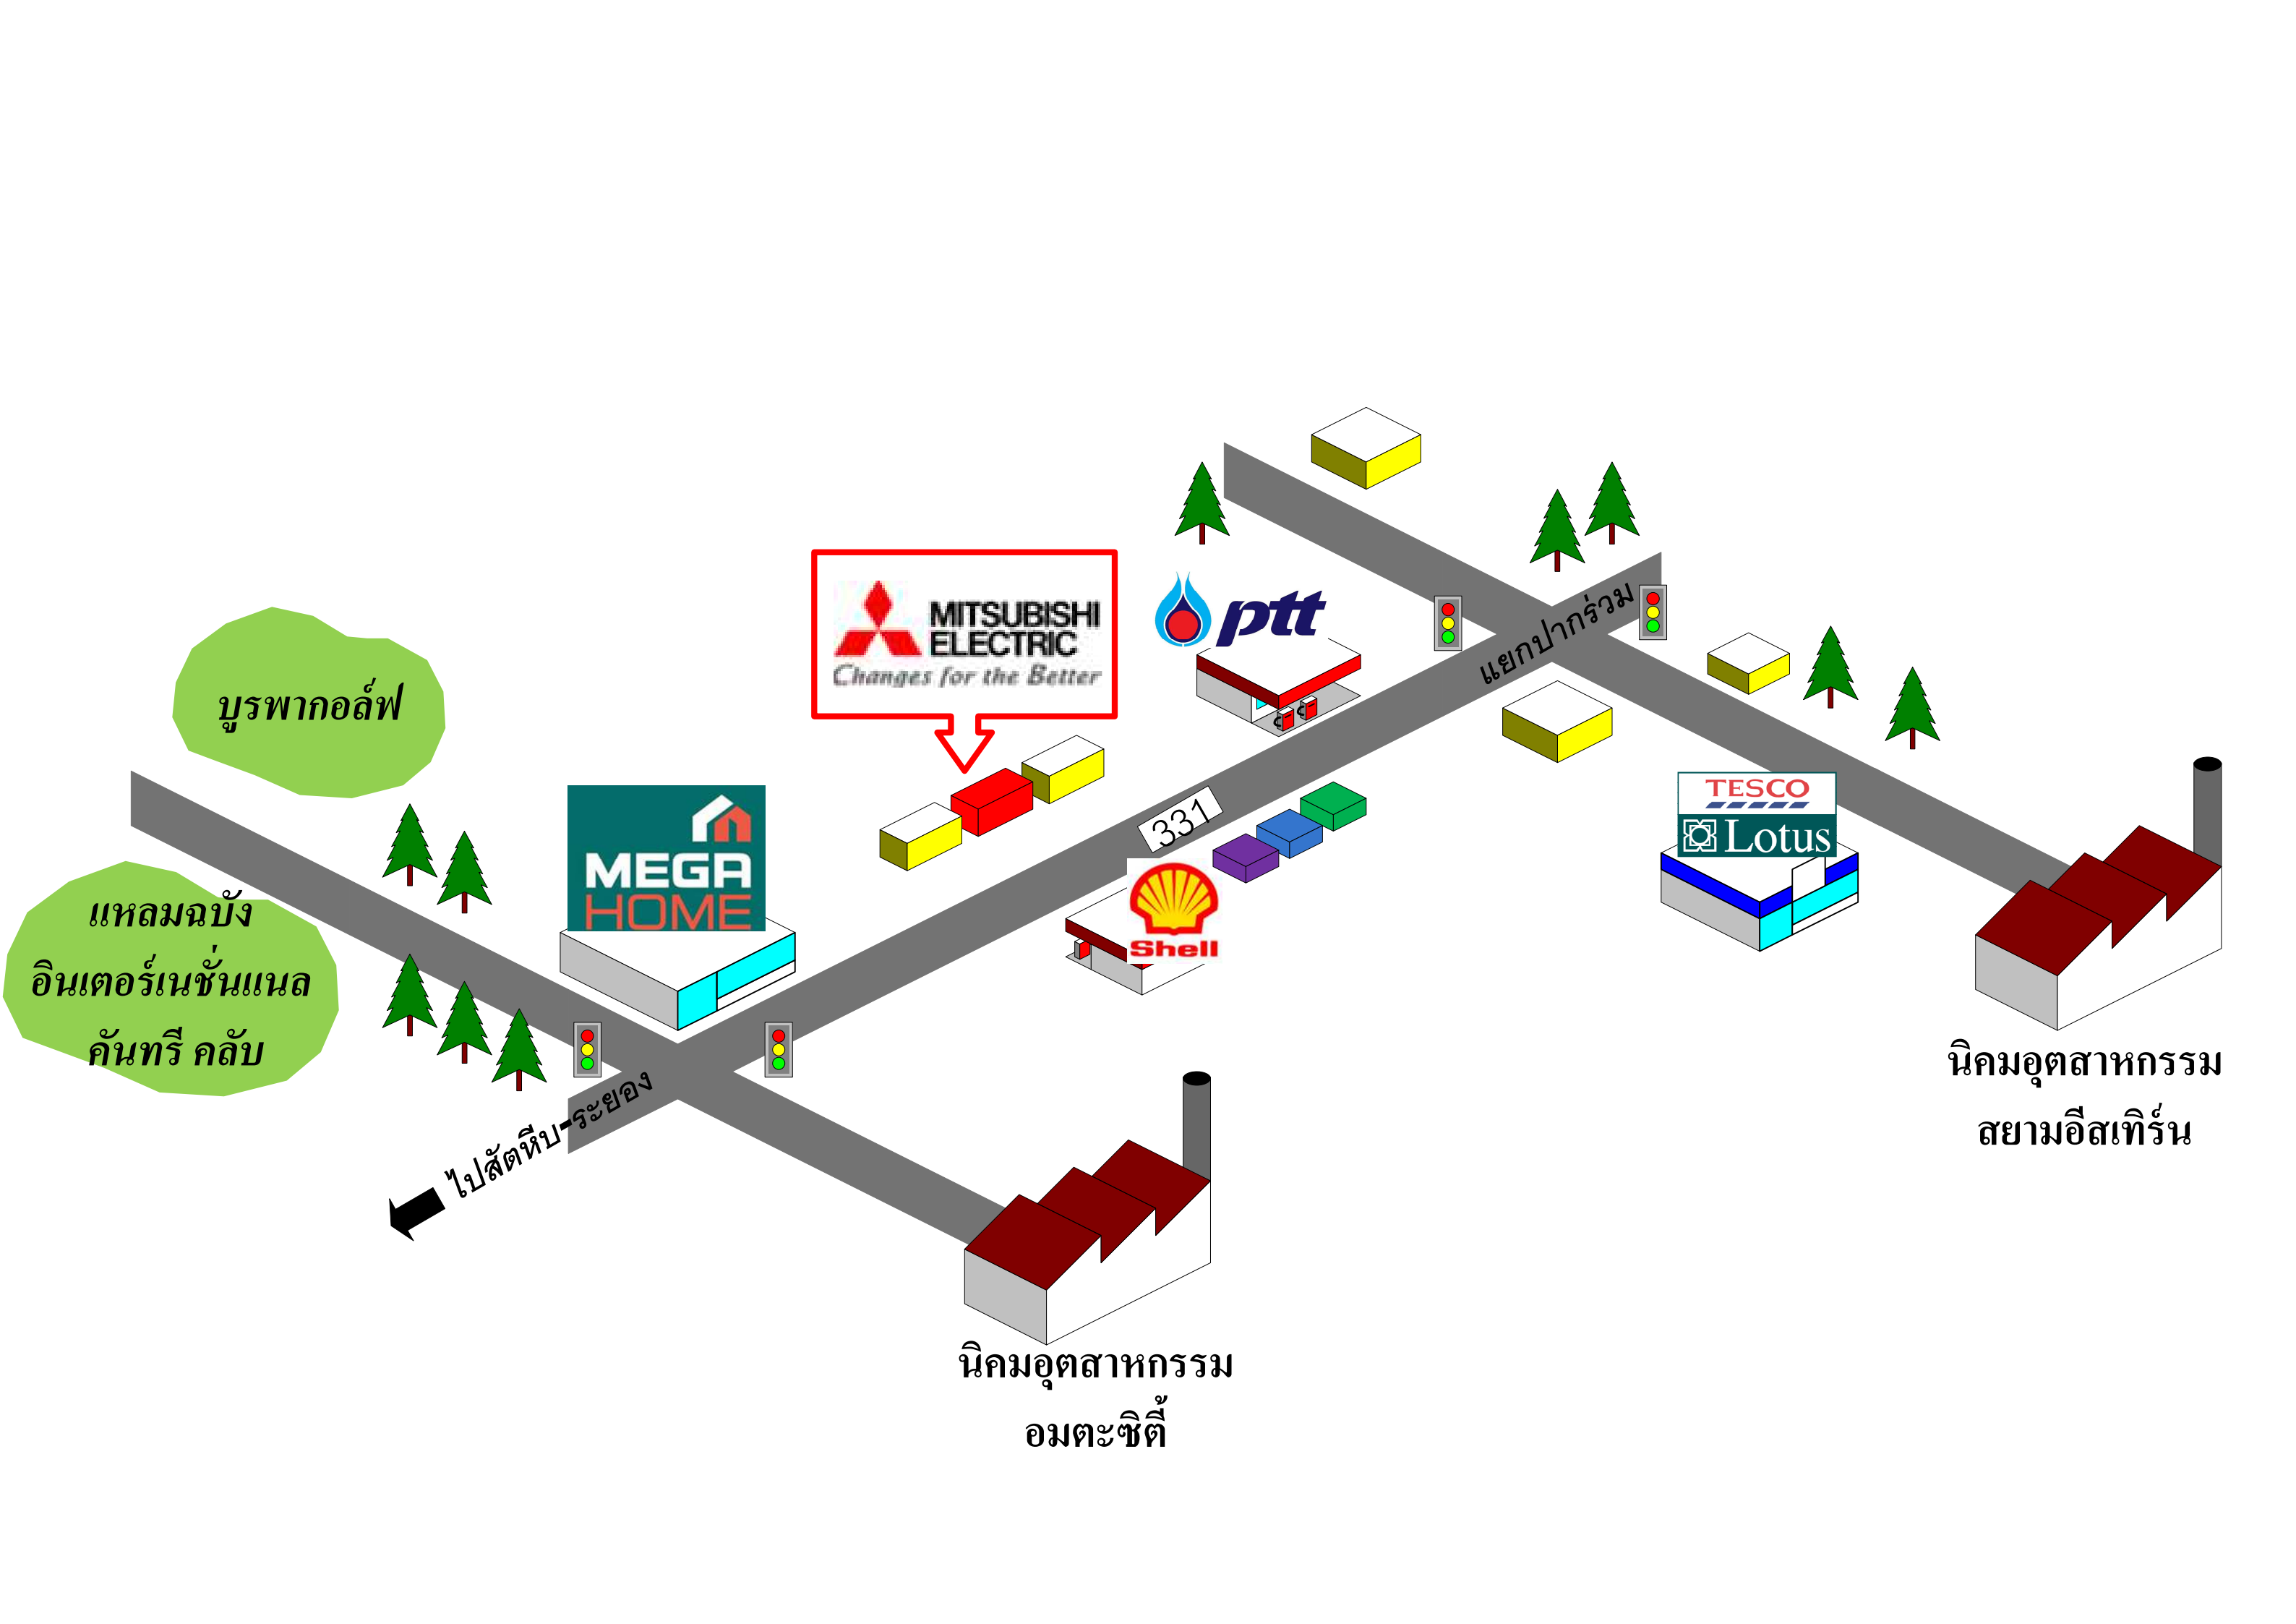 MITSUBISHI
ELECTRIC
Changes for the Better
ptt
แยกปากร่วม
บูรพากอล์ฟ
331
TESCO
Lotus
MEGA
HOME
Shell
แหลมฉบัง
อินเตอร์เนชั่นแนล
คันทรี คลับ
ไปสัตหีบ-ระยอง
นิคมอุตสาหกรรม
สยามอีสเทิร์น
นิคมอุตสาหกรรม
อมตะซิตี้